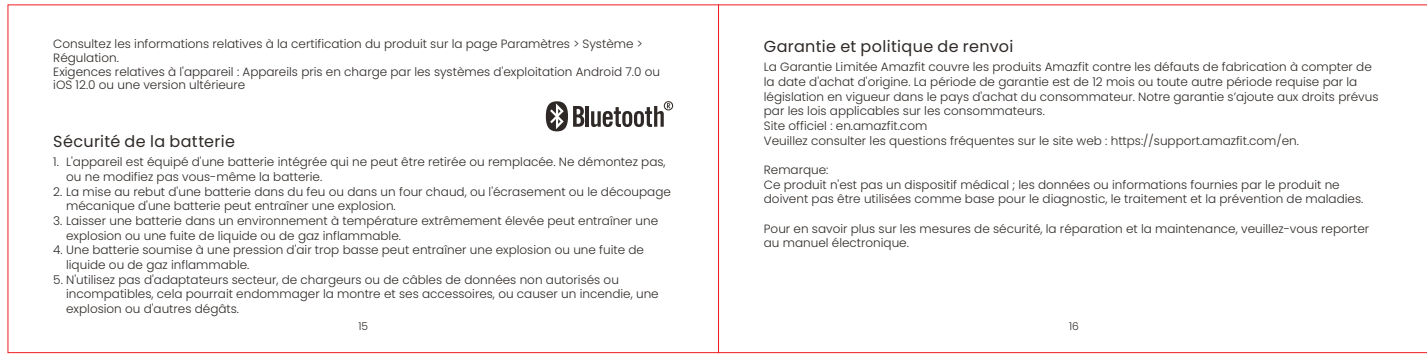 Consultez les informations relatives à la certification du produit sur la page Paramètres > Système >
Régulation.
Exigences relatives à l'appareil : Appareils pris en charge par les systèmes d'exploitation Android 7.0 ou
iOS 12.0 ou une version ultérieure
Bluetooth®
Sécurité de la batterie
1. L'appareil est équipé d'une batterie intégrée qui ne peut être retirée ou remplacée. Ne démontez pas,
ou ne modifiez pas vous-même la batterie.
2. La mise au rebut d'une batterie dans du feu ou dans un four chaud, ou l'écrasement ou le découpage
mécanique d'une batterie peut entraîner une explosion.
3. Laisser une batterie dans un environnement à température extrêmement élevée peut entraîner une
explosion ou une fuite de liquide ou de gaz inflammable.
4. Une batterie soumise à une pression d'air trop basse peut entraîner une explosion ou une fuite de
liquide ou de gaz inflammable.
5. N'utilisez pas d'adaptateurs secteur, de chargeurs ou de câbles de données non autorisés ou
incompatibles, cela pourrait endommager la montre et ses accessoires, ou causer un incendie, une
explosion ou d'autres dégâts.
15
Garantie et politique de renvoi
La Garantie Limitée Amazfit couvre les produits Amazfit contre les défauts de fabrication à compter de
la date d'achat d'origine. La période de garantie est de 12 mois ou toute autre période requise par la
législation en vigueur dans le pays d'achat du consommateur. Notre garantie s'ajoute aux droits prévus
par les lois applicables sur les consommateurs.
Site officiel : en.amazfit.com
Veuillez consulter les questions fréquentes sur le site web : https://support.amazfit.com/en.
Remarque:
Ce produit n'est pas un dispositif médical ; les données ou informations fournies par le produit ne
doivent pas être utilisées comme base pour le diagnostic, le traitement et la prévention de maladies.
Pour en savoir plus sur les mesures de sécurité, la réparation et la maintenance, veuillez-vous reporter
au manuel électronique.
16